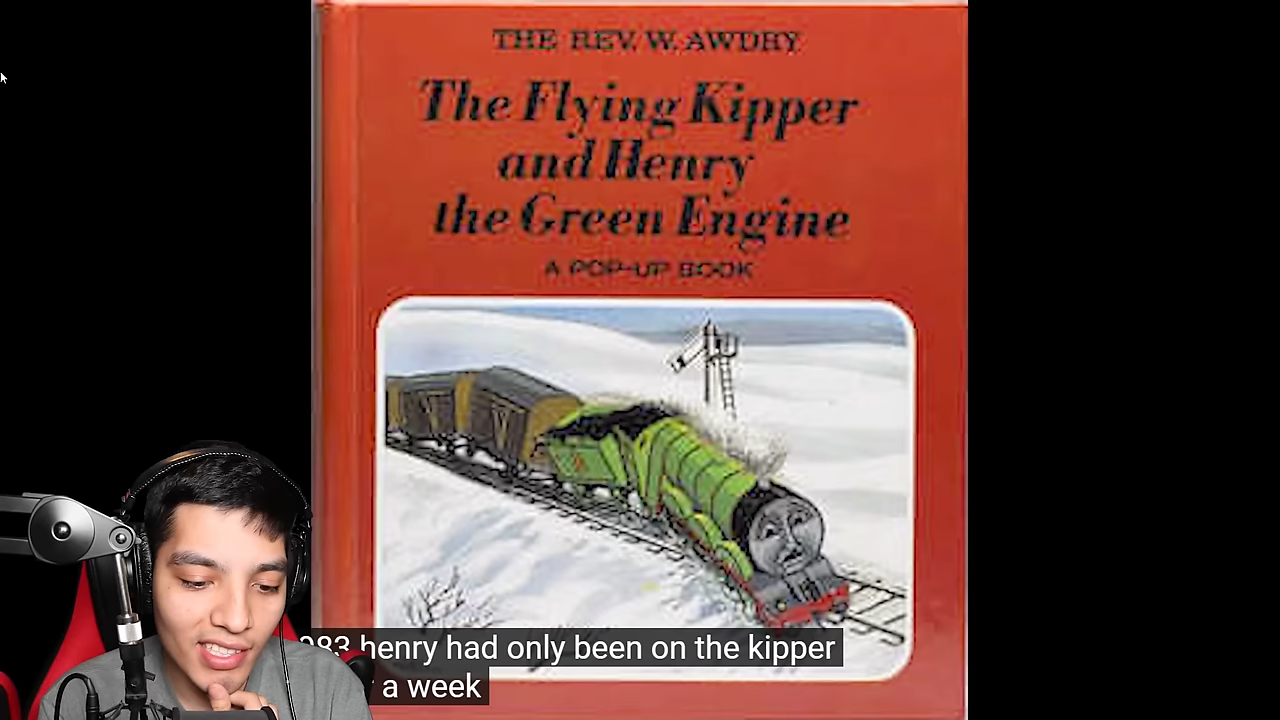 THE REV. W. AWDRY
The Flying Kipper
and Henry
the Green Engine
A POP-UP BOOK
983 henry had only been on the kipper
a week